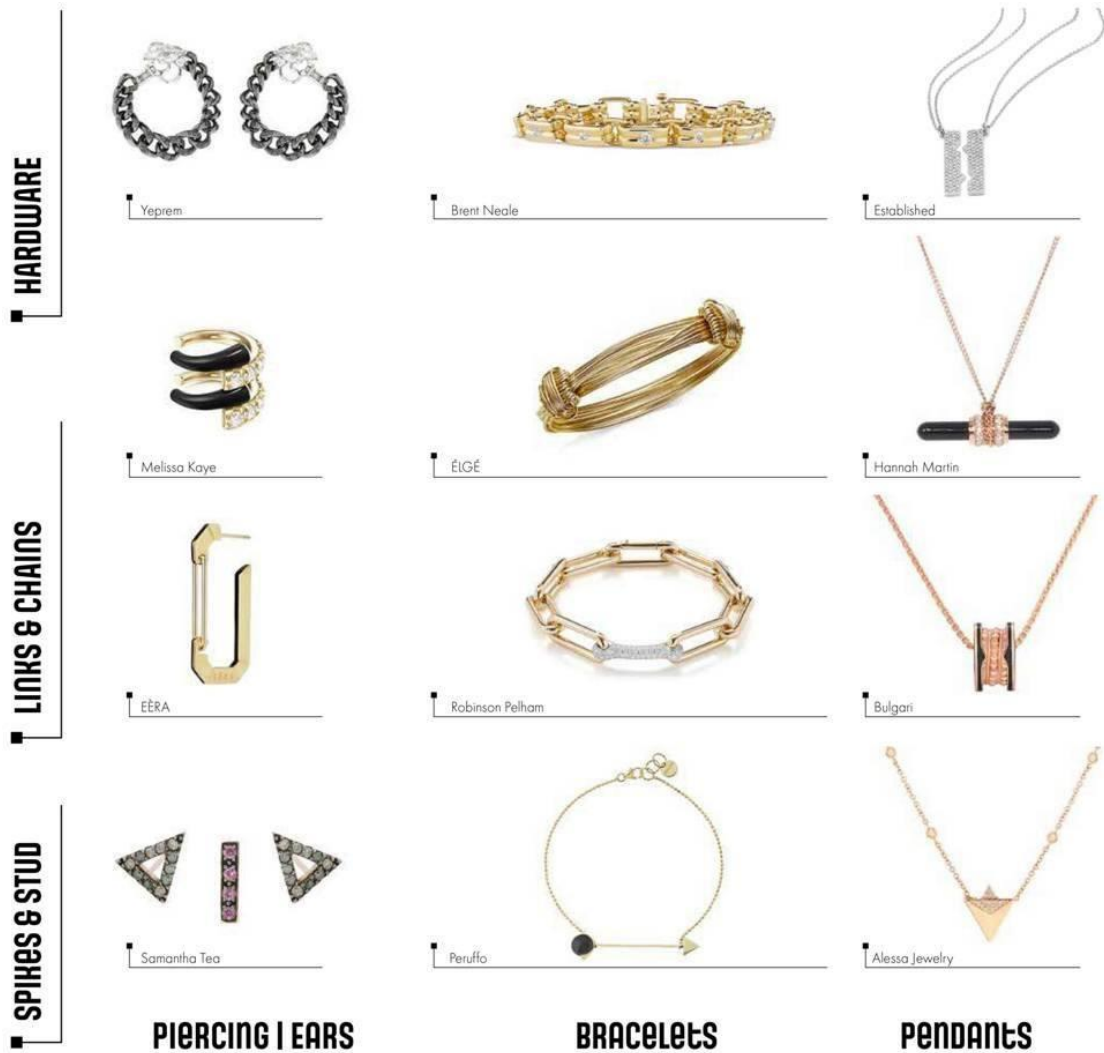 HARDWARE
Yeprem
Brent Neale
Established
Melissa Kaye
ÉLGÉ
Hannah Martin
LINKS & CHAINS
EÈRA
Robinson Pelham
Bulgari
SPIKES & STUD
Samantha Tea
Peruffo
Alessa Jewelry
PIERCING | EARS
BRACELETS
PENDANTS